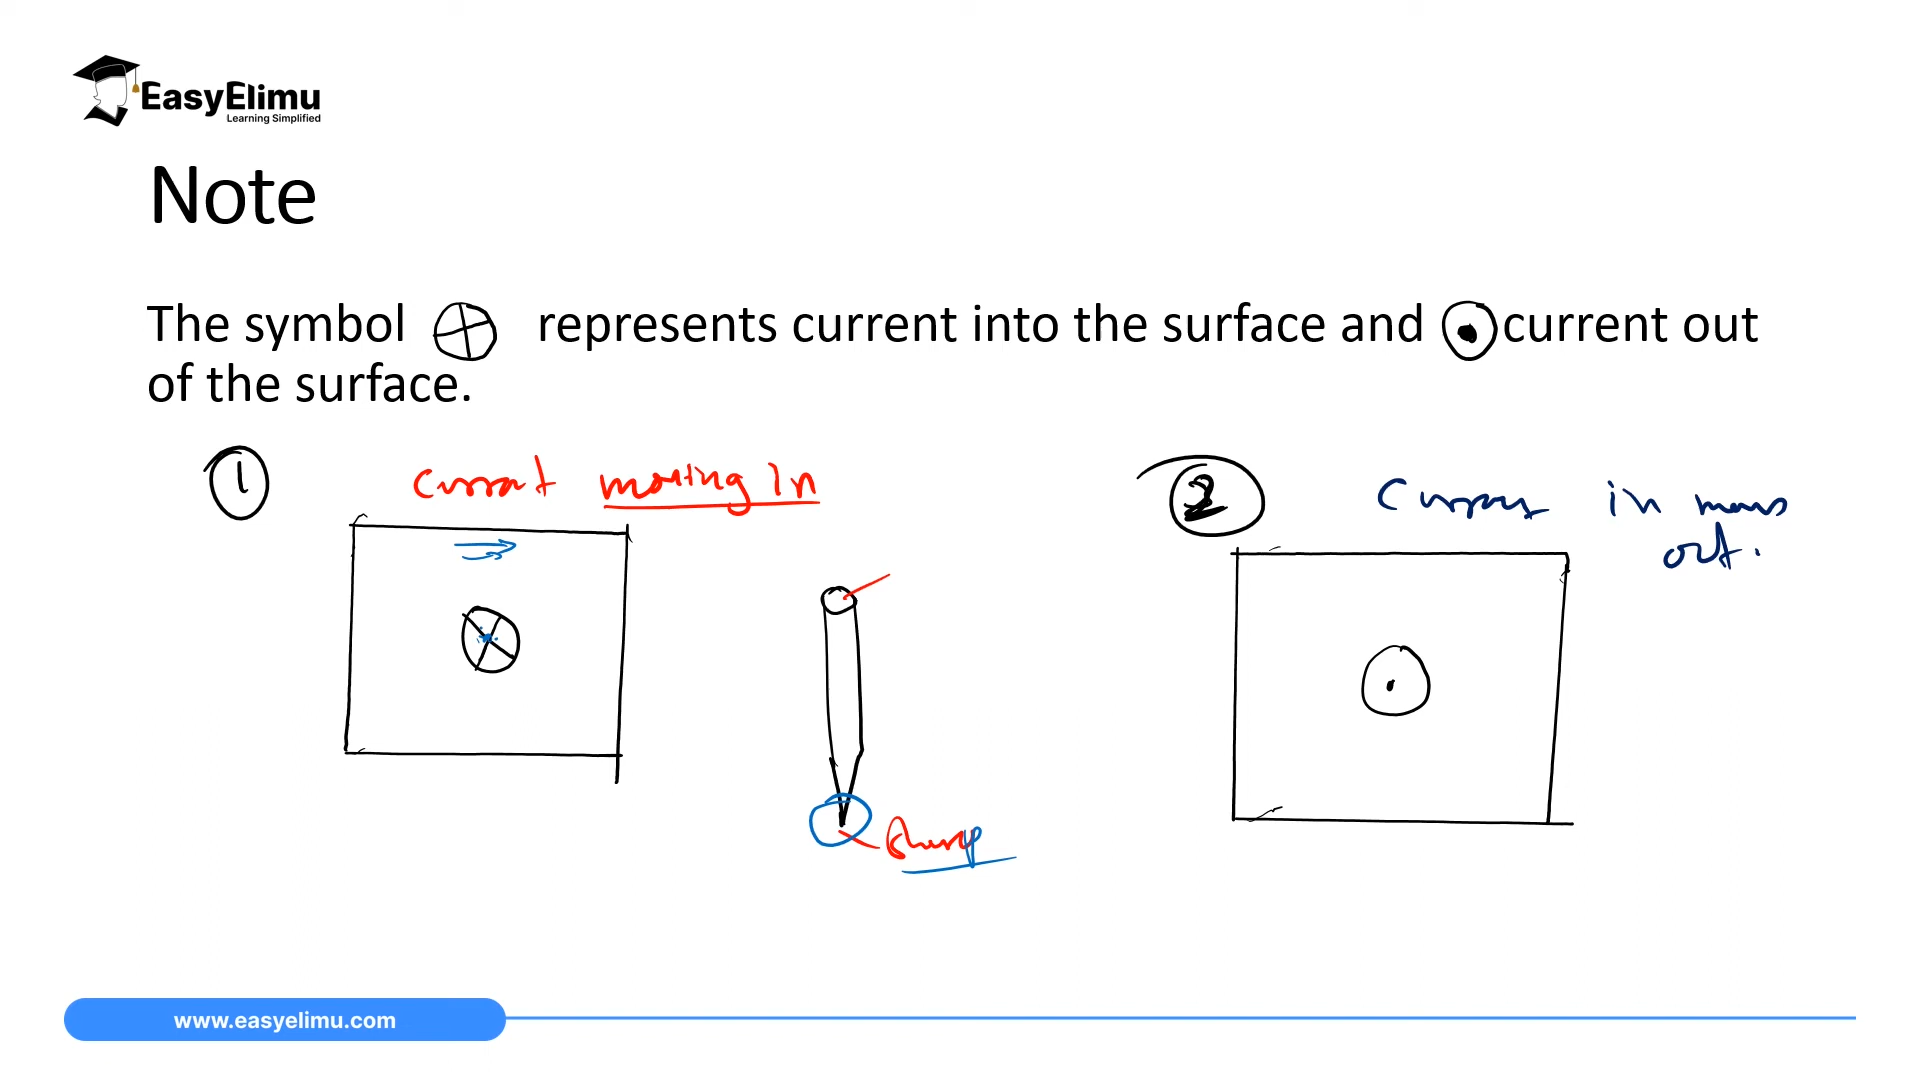 EasyElimu
Learning Simplified
Note
The symbol represents current into the surface and current out
of the surface.
1
current moving in
2
in
out.
Sharp
www.easyelimu.com